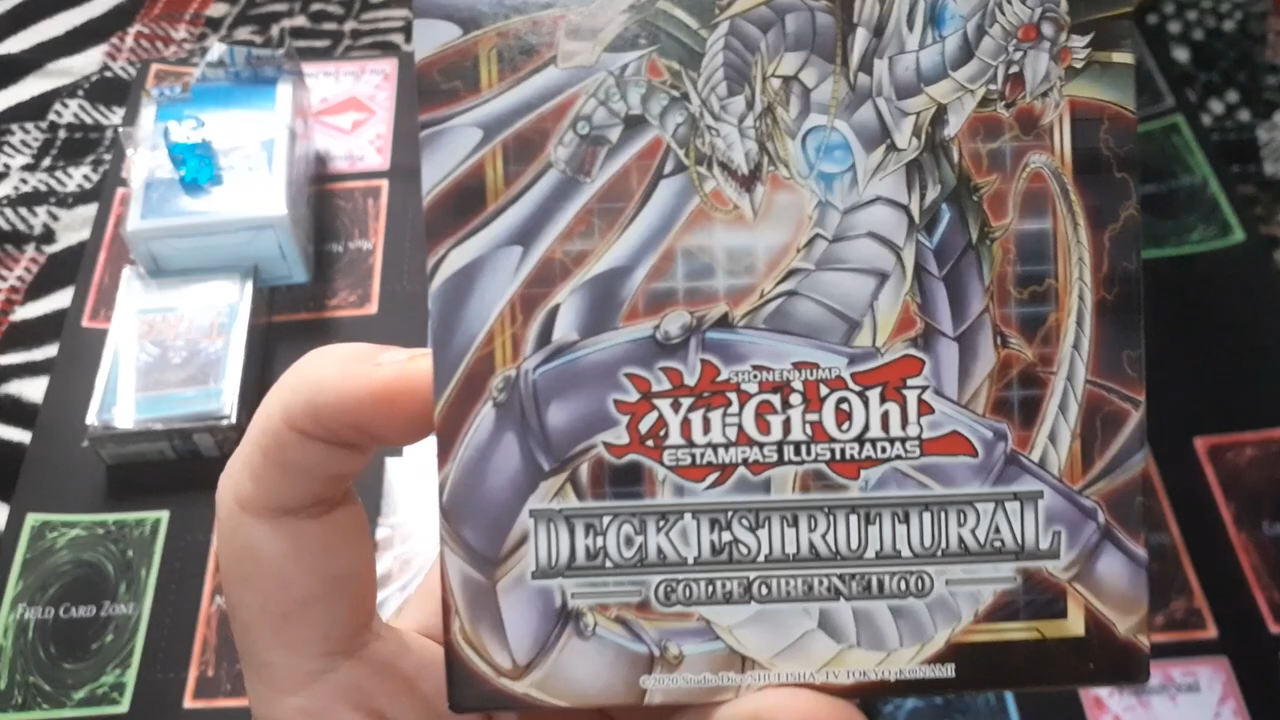 SHONEN JUMP
Yu-Gi-Oh!
ESTAMPAS ILUSTRADAS
DECK ESTRUTURAL
GOLPE CIBERNÉTICO
©2020 Studio Dice/SHUEISHA, TV TOKYO, KONAMI
FIELD CARD ZONE